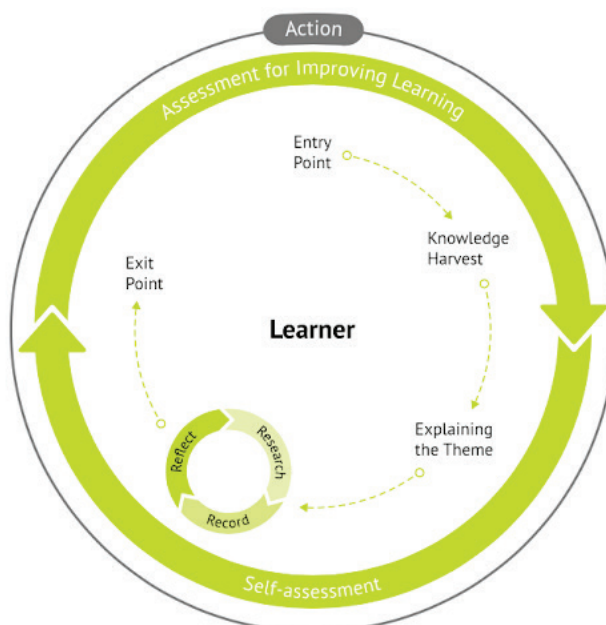 Action
Assessment for Improving Learning
Entry
Point
Knowledge
Harvest
Exit
Point
Learner
Explaining
the Theme
Reflect
Research
Record
Self-assessment